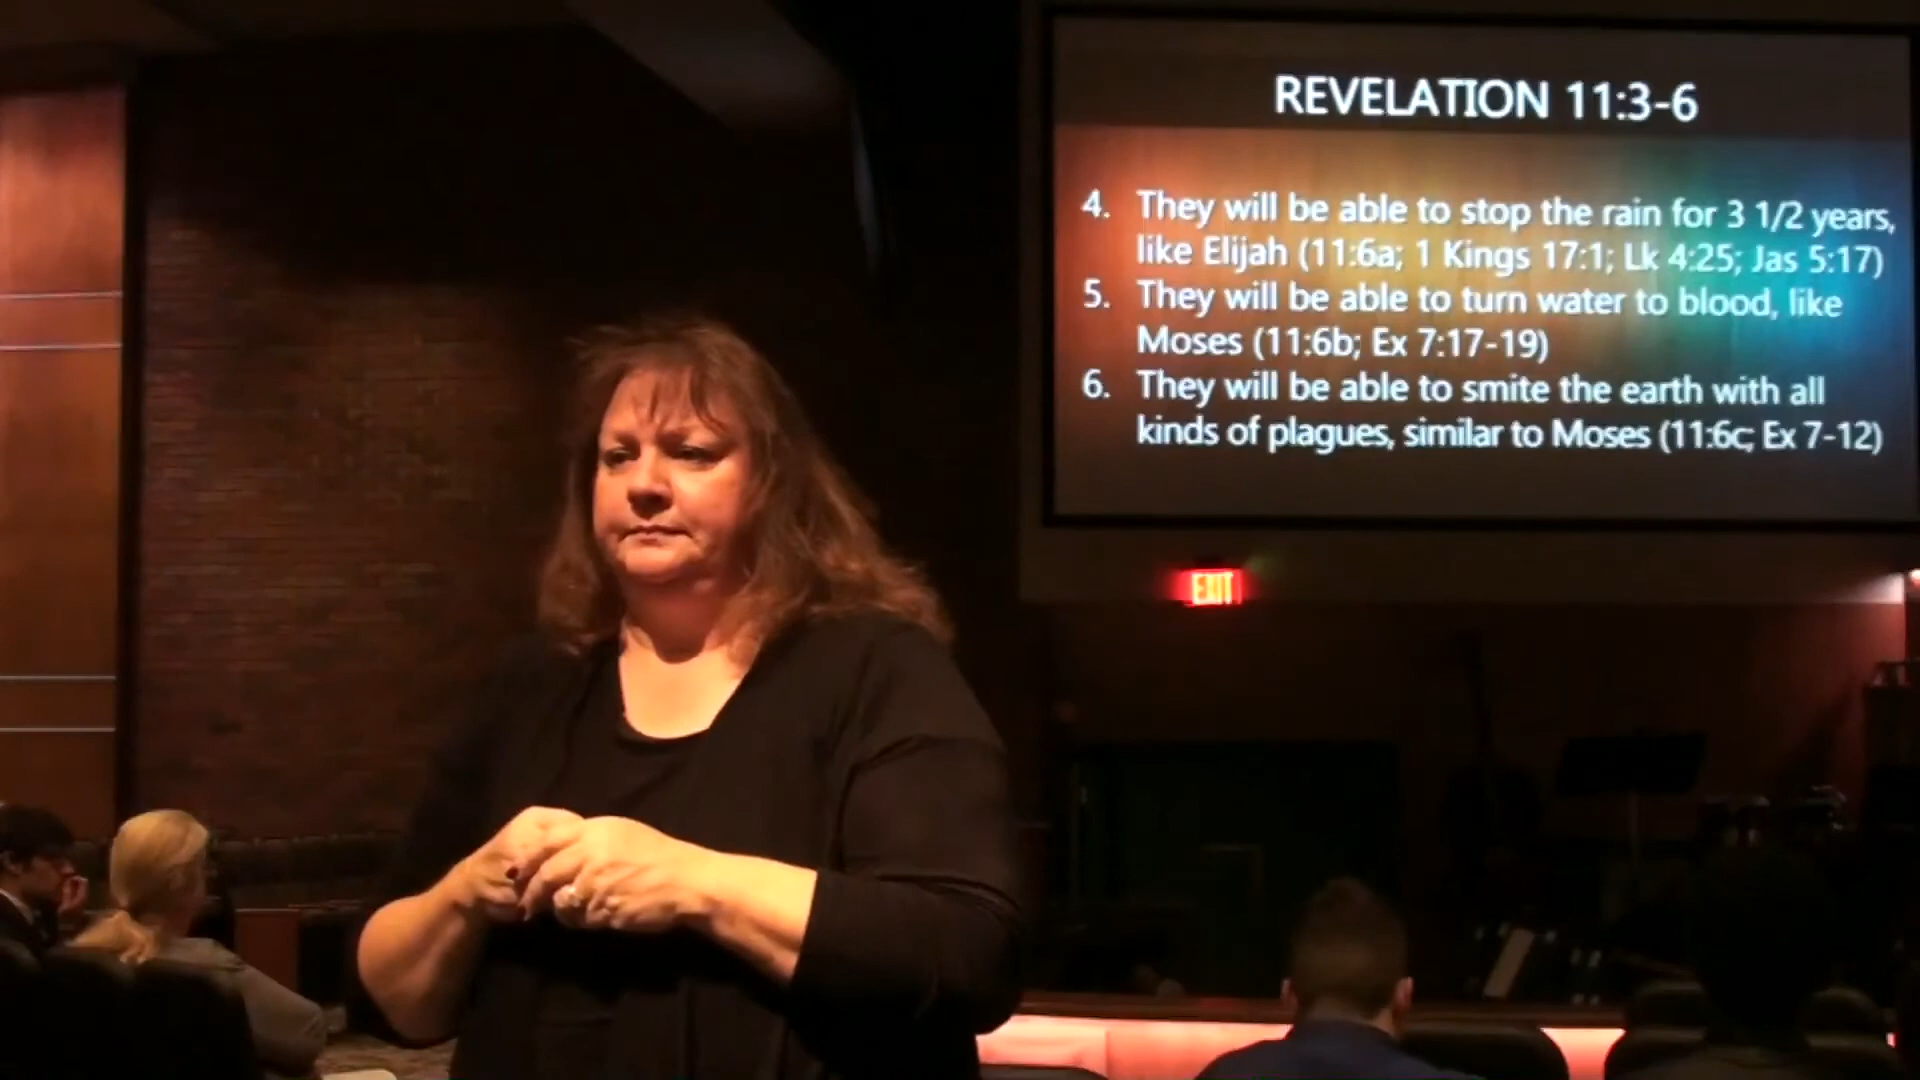 REVELATION 11:3-6
4. They will be able to stop the rain for 3 1/2 years,
like Elijah (11:6a; 1 Kings 17:1; Lk 4:25; Jas 5:17)
5. They will be able to turn water to blood, like
Moses (11:6b; Ex 7:17-19)
6. They will be able to smite the earth with all
kinds of plagues, similar to Moses (11:6c; Ex 7-12)
EXIT